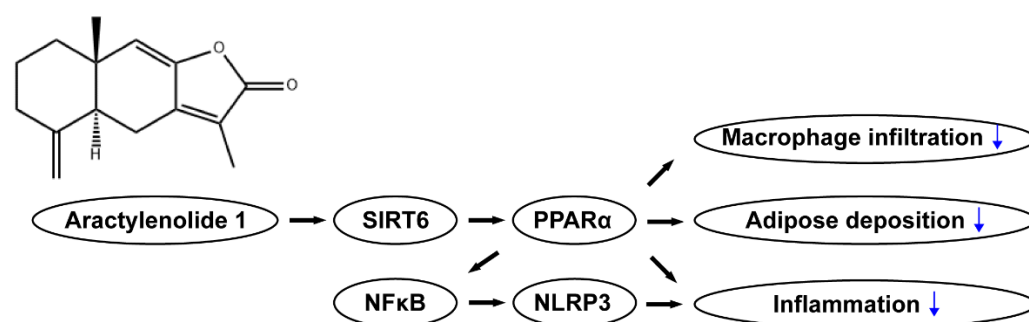 O
O
H
Macrophage infiltration ↓
Aractylenolide 1
SIRT6
PPARα
Adipose deposition ↓
NFκB
NLRP3
Inflammation ↓